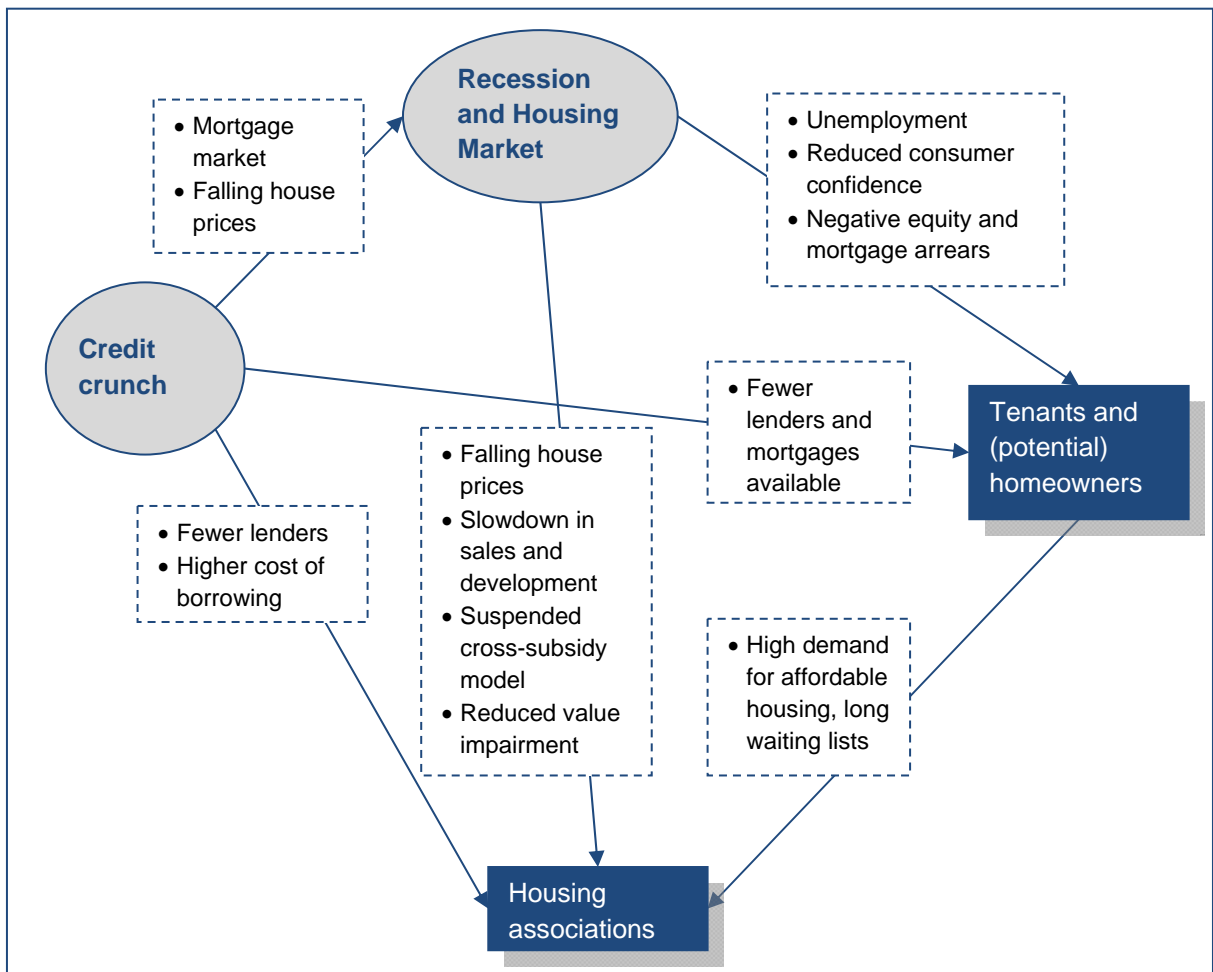 Recession
and Housing
Market
• Mortgage
market
• Falling house
prices
• Unemployment
• Reduced consumer
confidence
• Negative equity and
mortgage arrears
Credit
crunch
• Fewer
lenders and
mortgages
available
Tenants and
(potential)
homeowners
• Fewer lenders
• Higher cost of
borrowing
• Falling house
prices
• Slowdown in
sales and
development
• Suspended
cross-subsidy
model
• Reduced value
impairment
• High demand
for affordable
housing, long
waiting lists
Housing
associations